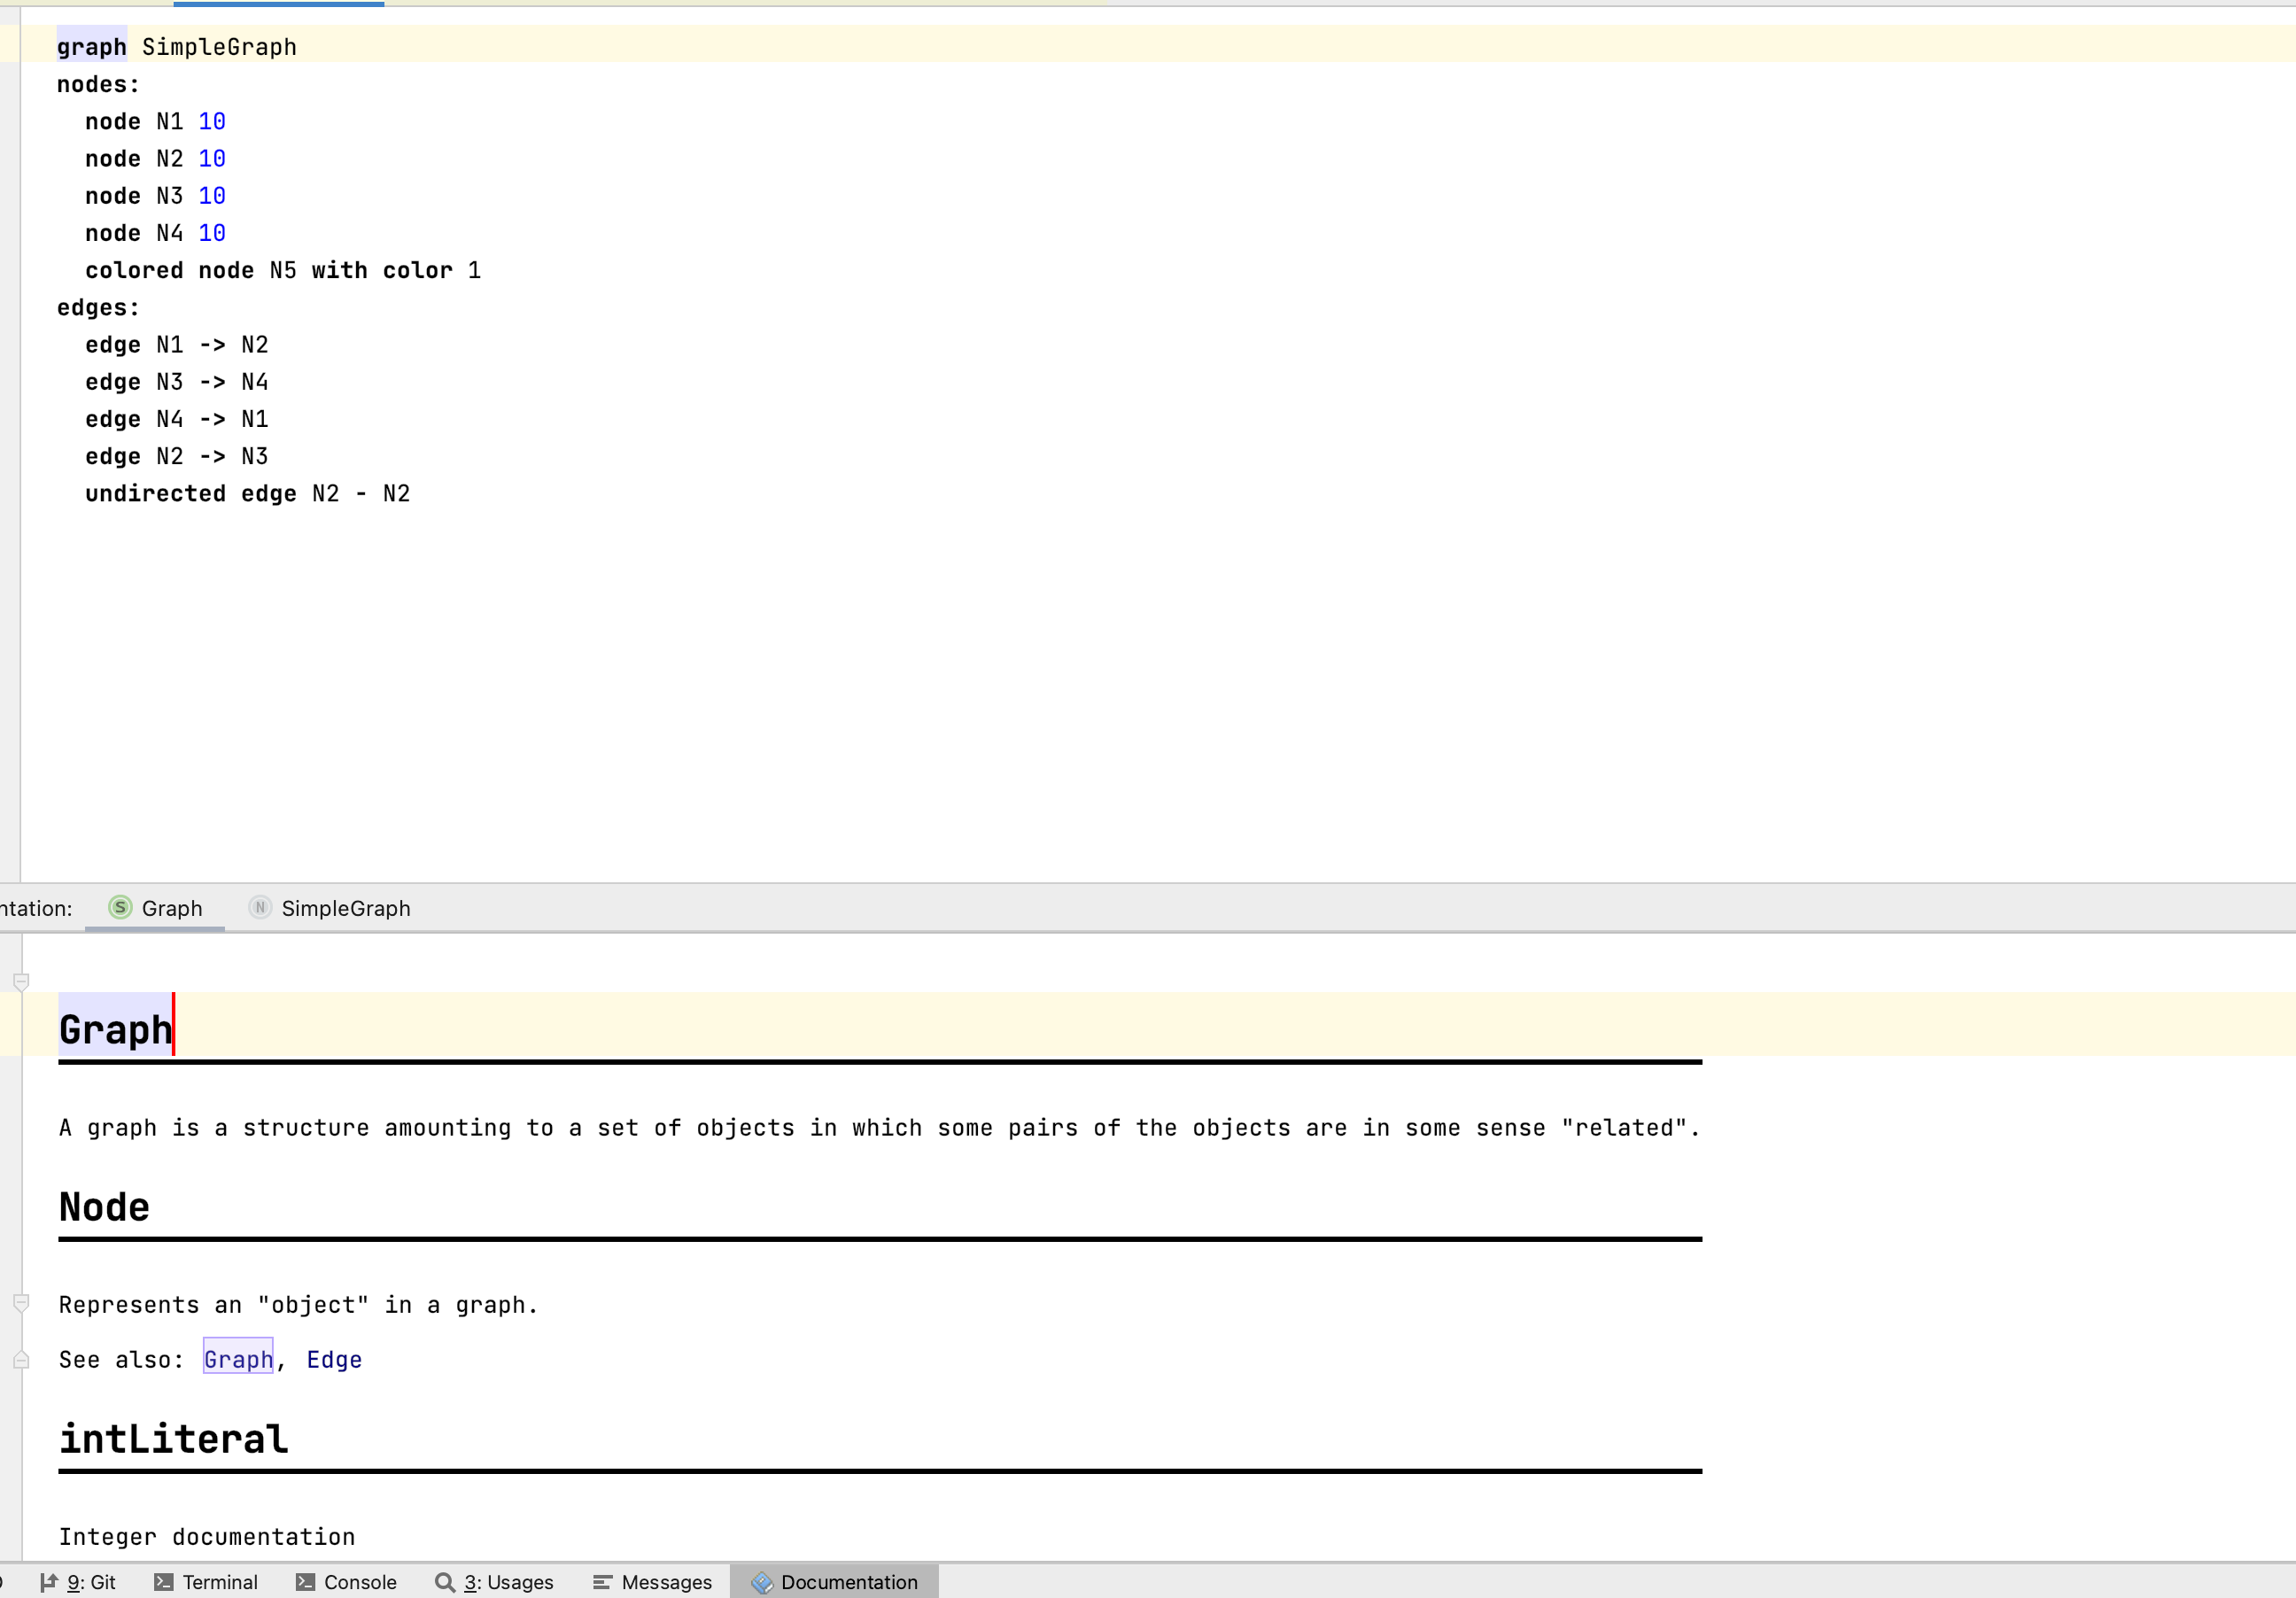 graph SimpleGraph
nodes:
node N1 10
node N2 10
node N3 10
node N4 10
colored node N5 with color 1
edges:
edge N1 -> N2
edge N3 -> N4
edge N4 -> N1
edge N2 -> N3
undirected edge N2 - N2
ntation: S Graph N SimpleGraph
Graph
A graph is a structure amounting to a set of objects in which some pairs of the objects are in some sense "related".
Node
Represents an "object" in a graph.
See also: Graph, Edge
intLiteral
Integer documentation
9: Git Terminal Console 3: Usages Messages Documentation